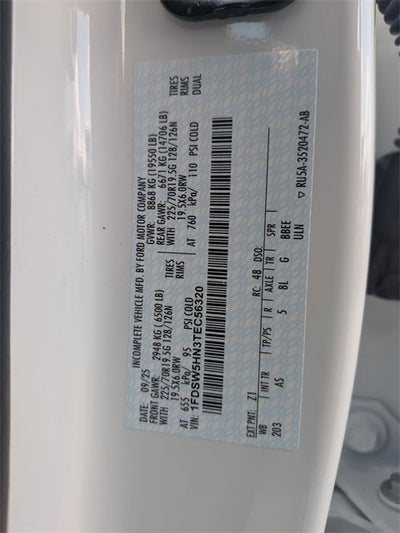 INCOMPLETE VEHICLE MFD. BY FORD MOTOR COMPANY
DATE: 09/25 GVWR: 8868 KG (19550 LB)
FRONT GAWR: 2948 KG (6500 LB) REAR GAWR: 6671 KG (14706 LB)
WITH 225/70R19.5G 128/126N TIRES WITH 225/70R19.5G 128/126N TIRES
19.5X6.0RW RIMS 19.5X6.0RW RIMS
AT 655 kPa/ 95 PSI COLD AT 760 kPa/ 110 PSI COLD DUAL
VIN: 1FDSW5HN3TEC56320
EXT PNT: Z1 RC: 48 DSO:
WB INT TR TP/PS R AXLE TR SPR
203 AS 5 8L G BBEE
ULN
▽ RU5A-3520472-AB